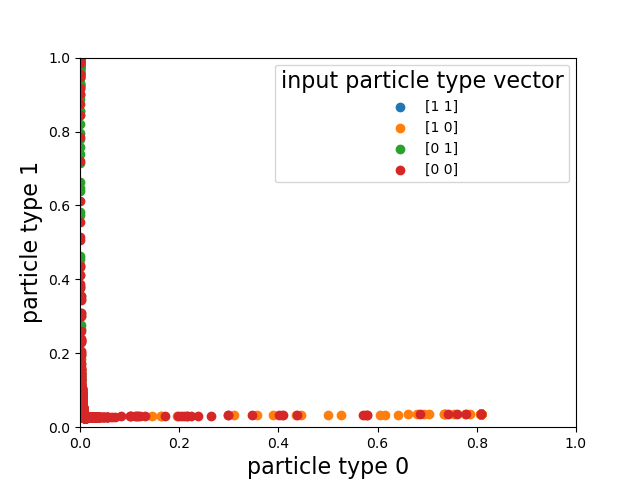 1.0
0.8
0.6
0.4
0.2
0.0
particle type 1
input particle type vector
[1 1]
[1 0]
[0 1]
[0 0]
0.0 0.2 0.4 0.6 0.8 1.0
particle type 0